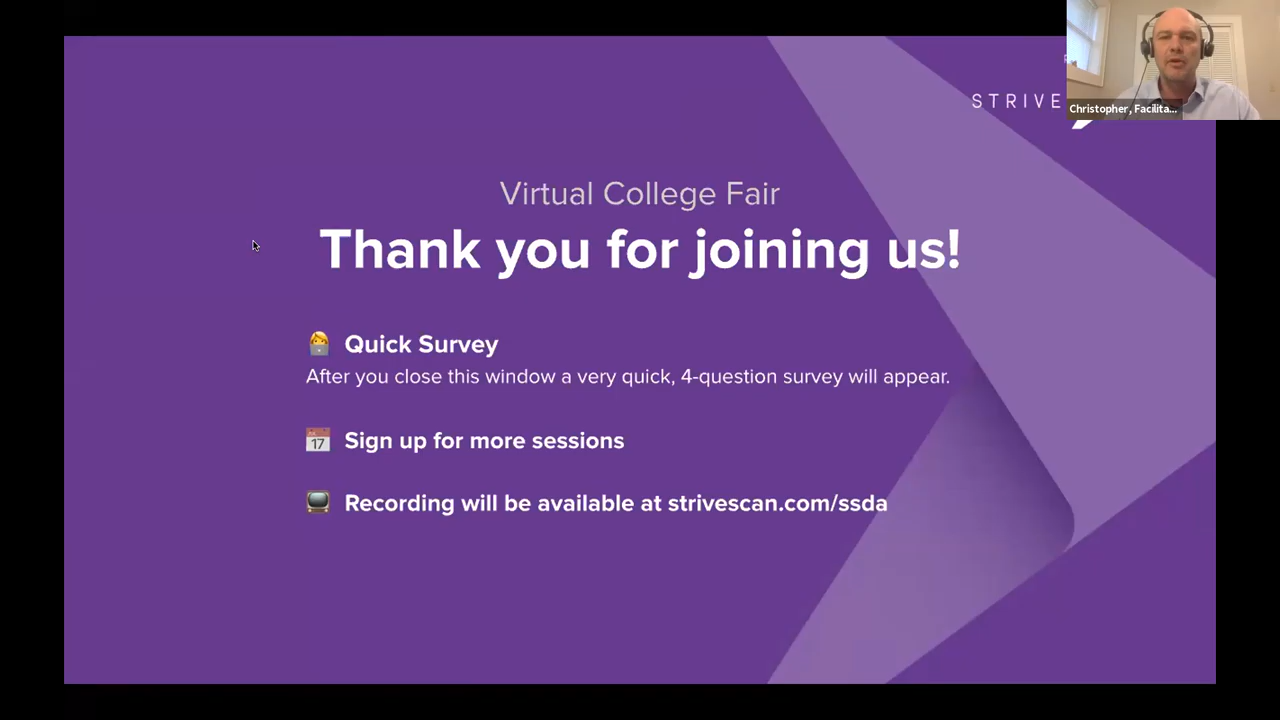 STRIVE
Christopher, Facilita...
Virtual College Fair
Thank you for joining us!
Quick Survey
After you close this window a very quick, 4-question survey will appear.
17 Sign up for more sessions
Recording will be available at strivescan.com/ssda